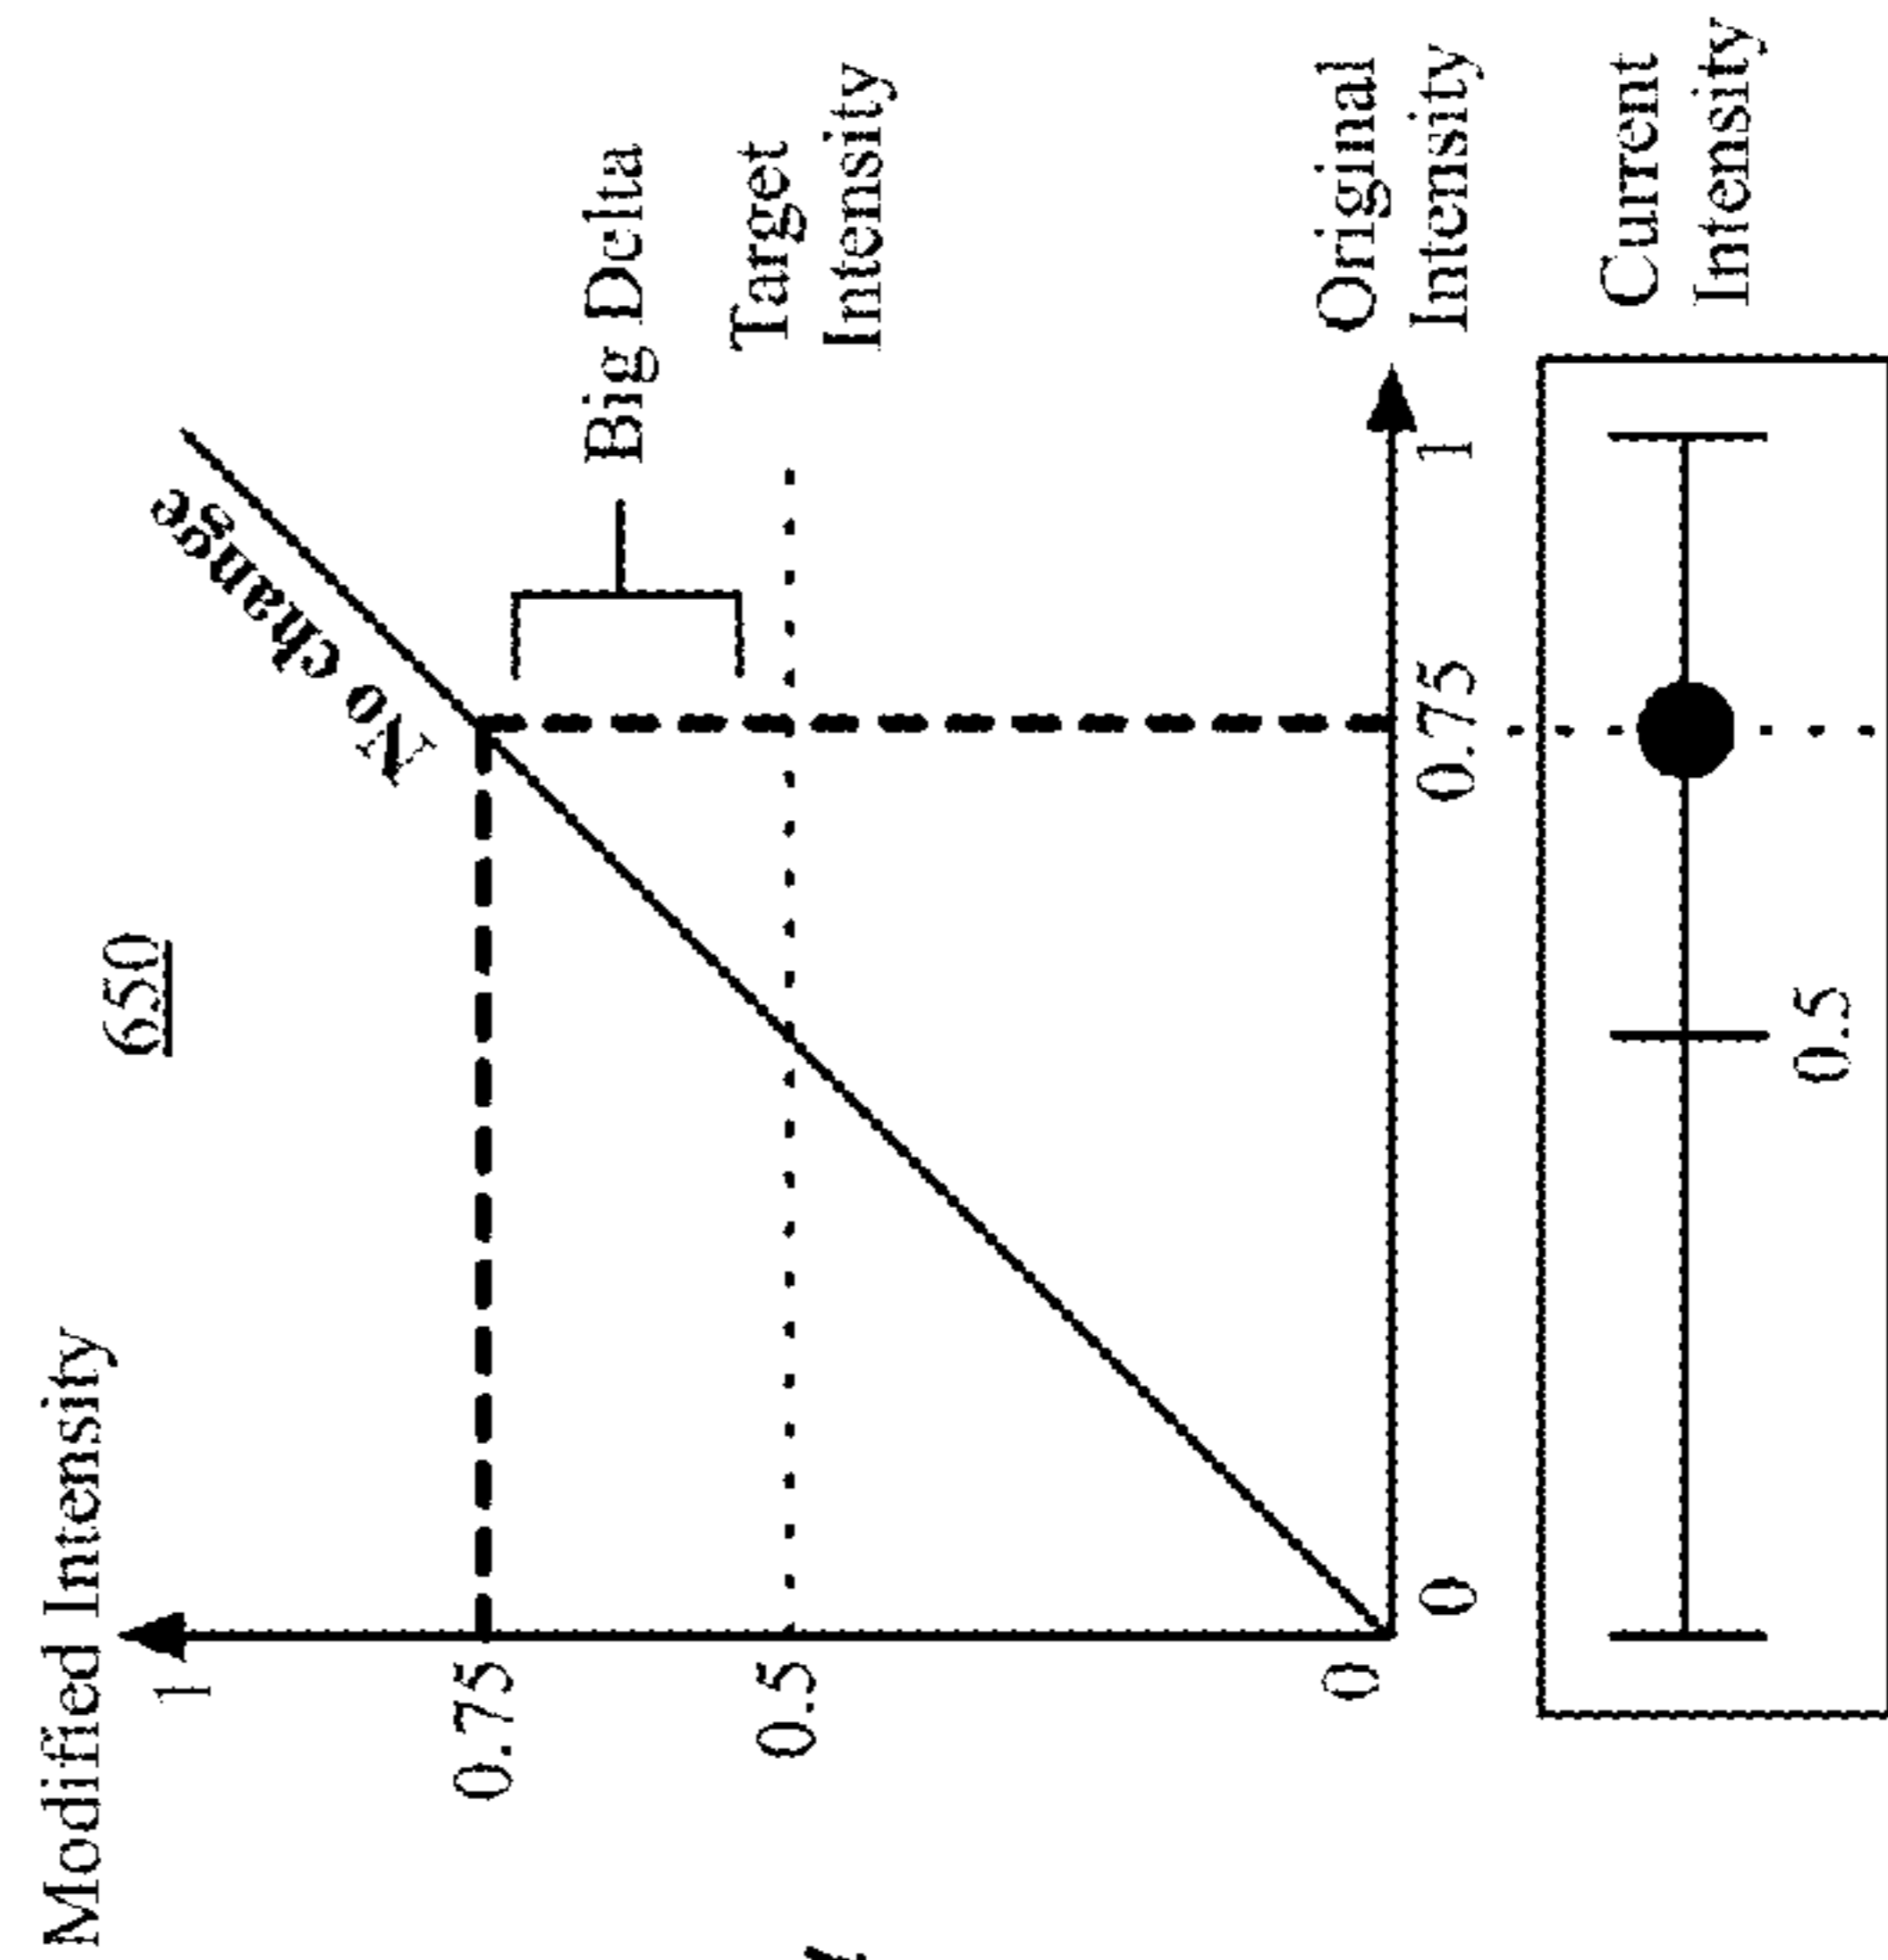 650
Modified Intensity
1
No change
0.75
Big Delta
0.5
Target
Intensity
0
0
0.75
1
Original
Intensity
Current
Intensity
0.5